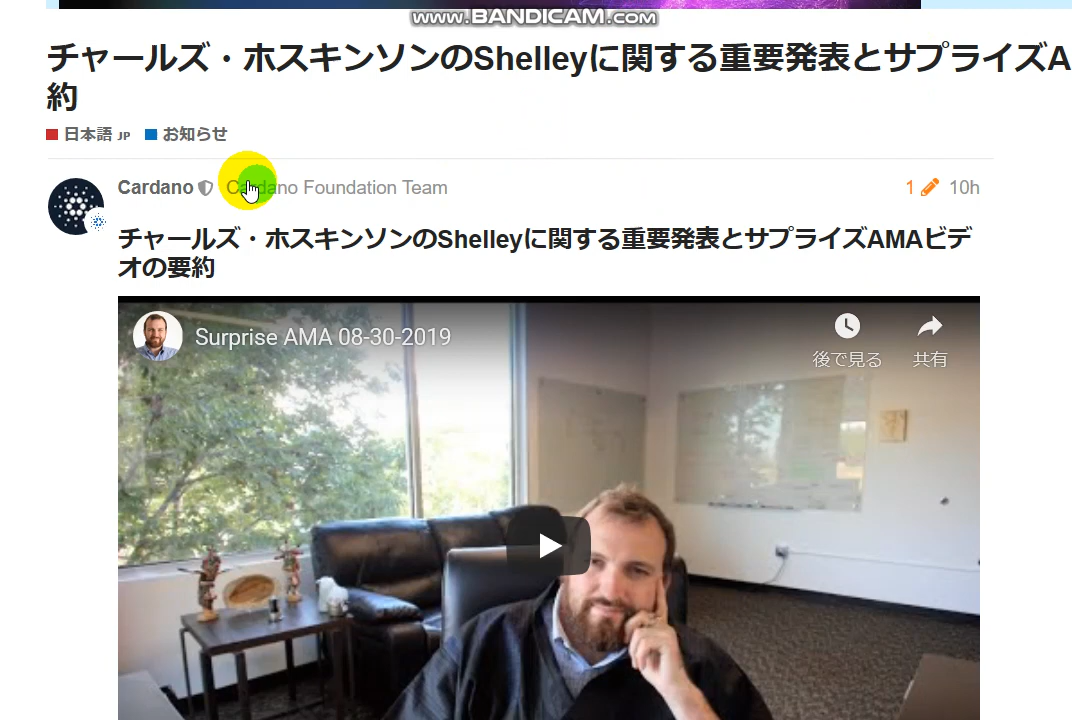 www.BANDICAM.com
チャールズ・ホスキンソンのShelleyに関する重要発表とサプライズA
約
日本語 JP お知らせ
Cardano Cardano Foundation Team 1 10h
チャールズ・ホスキンソンのShelleyに関する重要発表とサプライズAMAビデ
オの要約
Surprise AMA 08-30-2019
後で見る 共有